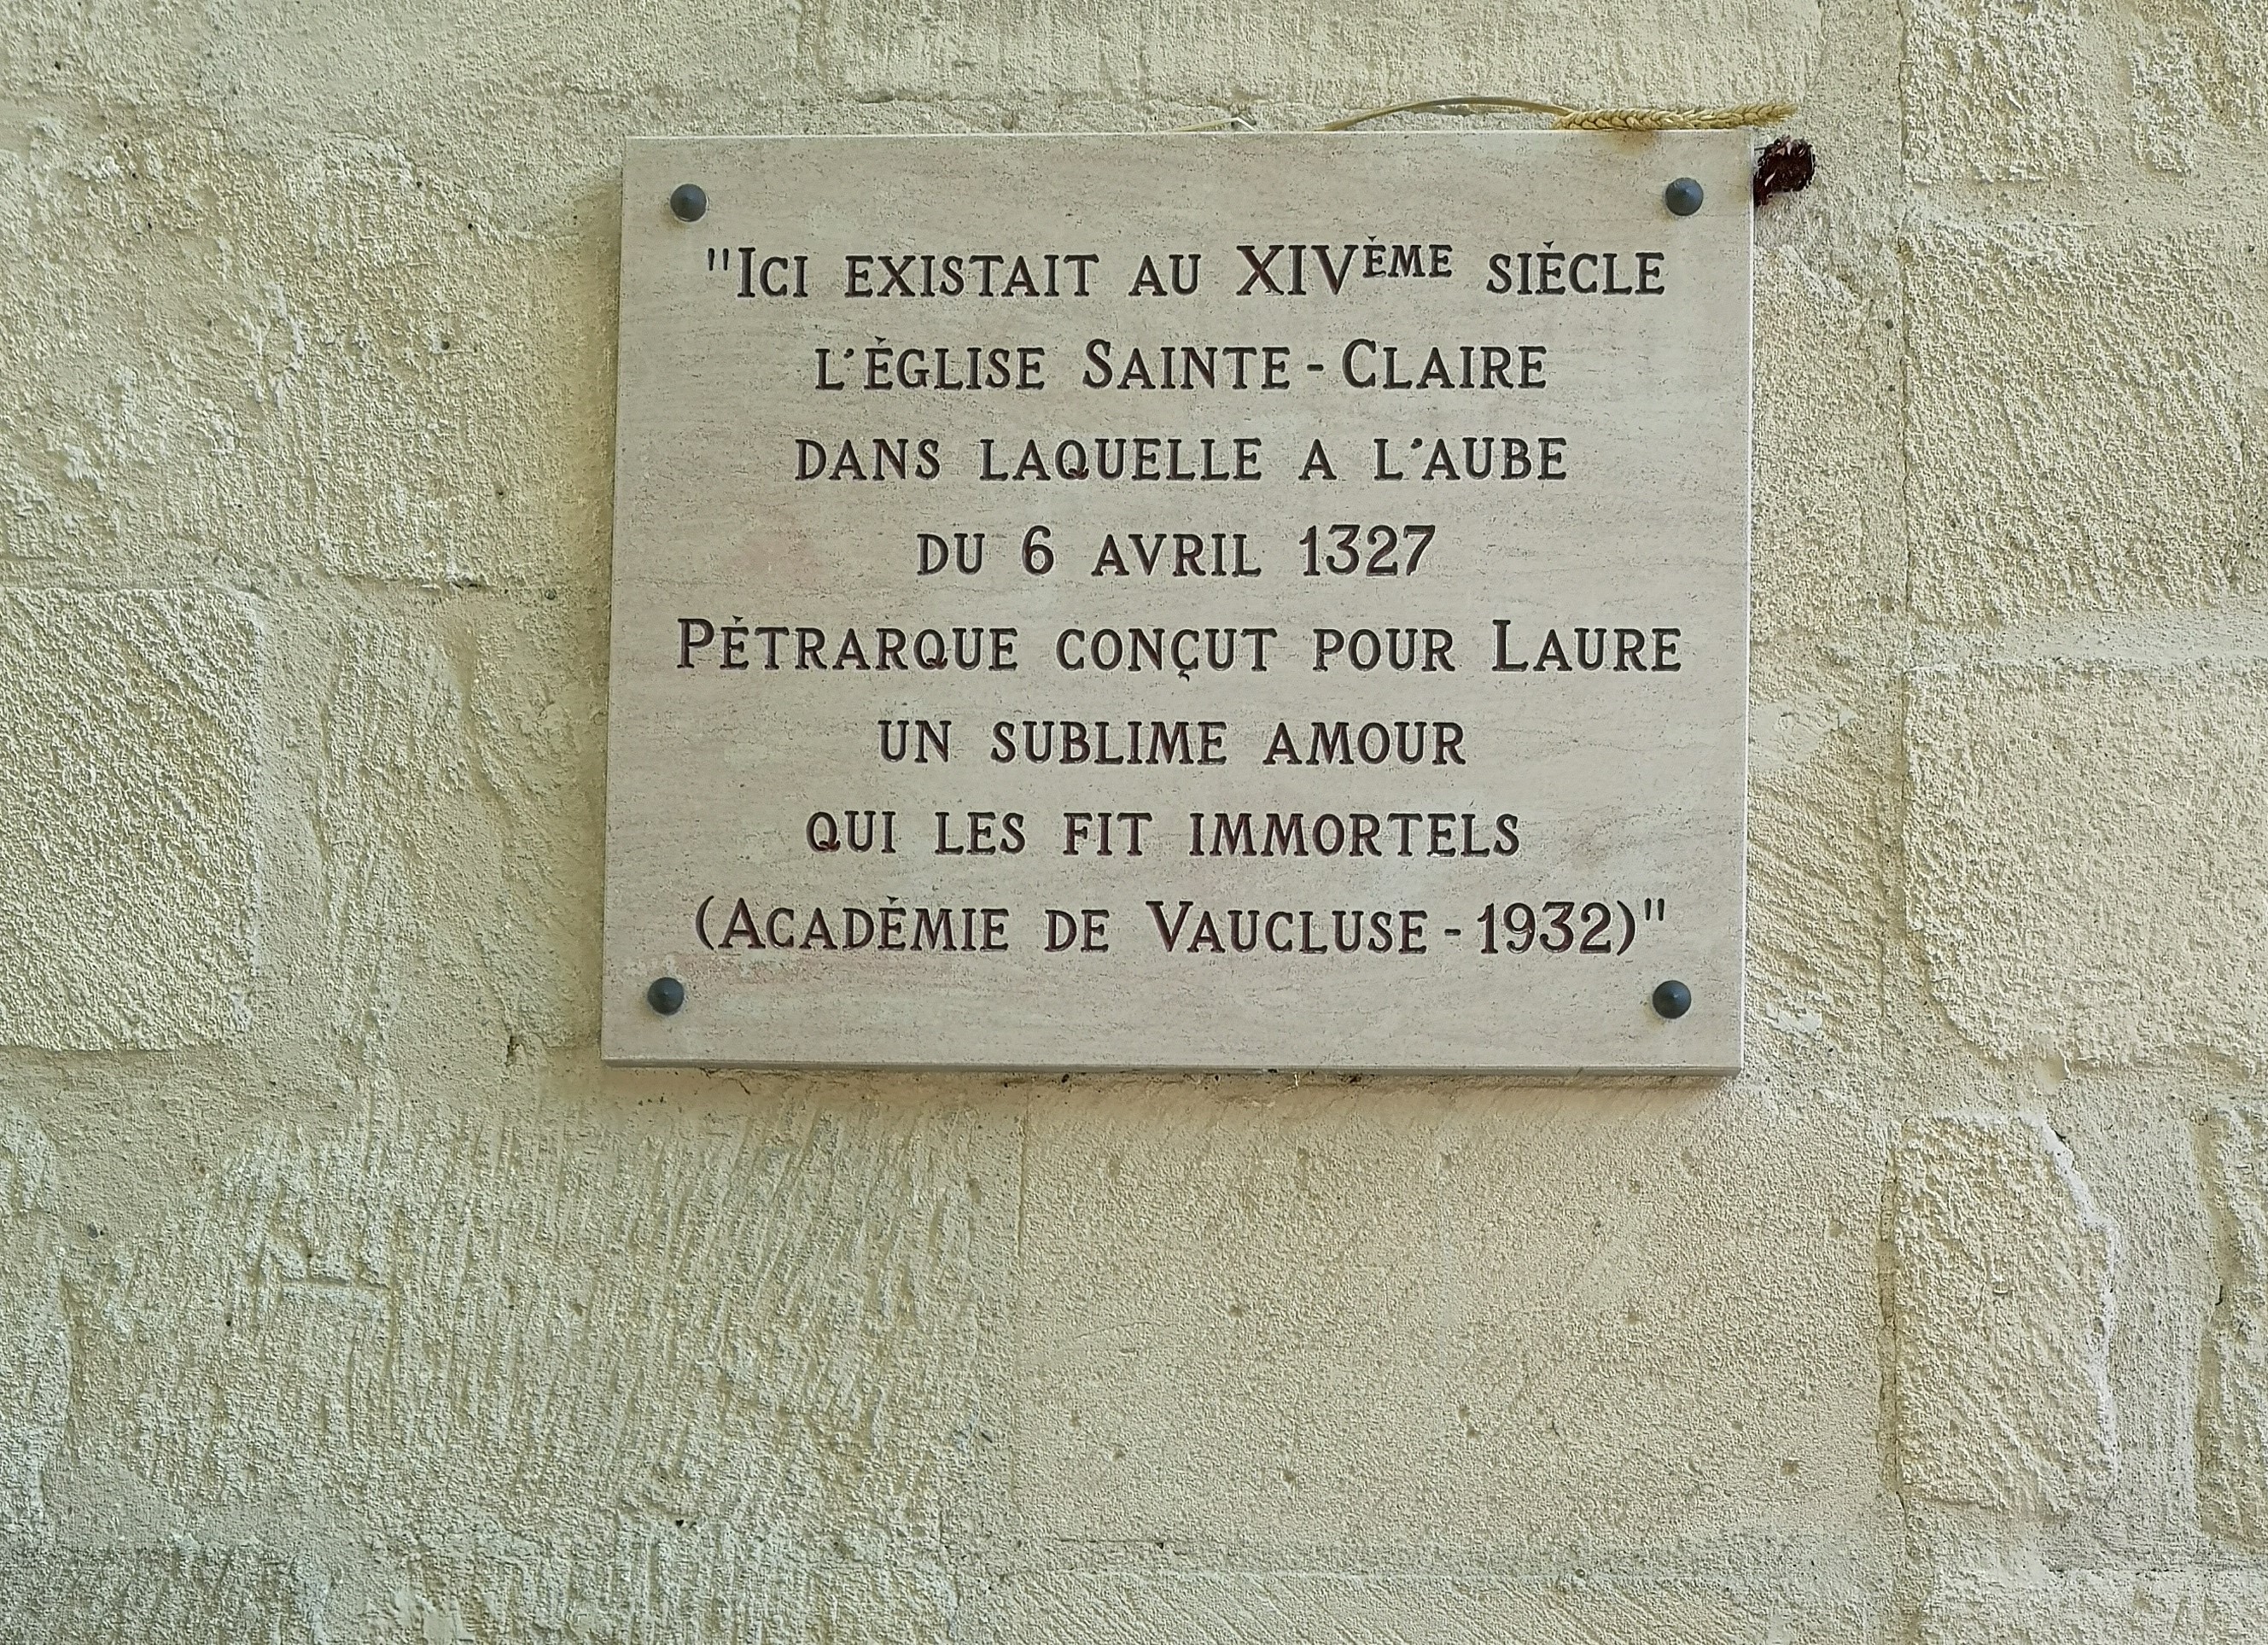 "Ici existait au XIVème siècle
l'église Sainte-Claire
dans laquelle a l'aube
du 6 avril 1327
Pétrarque conçut pour Laure
un sublime amour
qui les fit immortels
(Académie de Vaucluse-1932)"